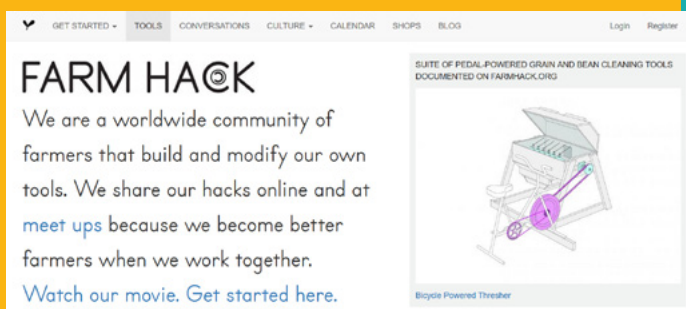 GET STARTED TOOLS CONVERSATIONS CULTURE CALENDAR SHOPS BLOG Login Register
FARM HACK
We are a worldwide community of
farmers that build and modify our own
tools. We share our hacks online and at
meet ups because we become better
farmers when we work together.
Watch our movie. Get started here.
SUITE OF PEDAL-POWERED GRAIN AND BEAN CLEANING TOOLS
DOCUMENTED ON FARMHACK.ORG
Bicycle Powered Thresher